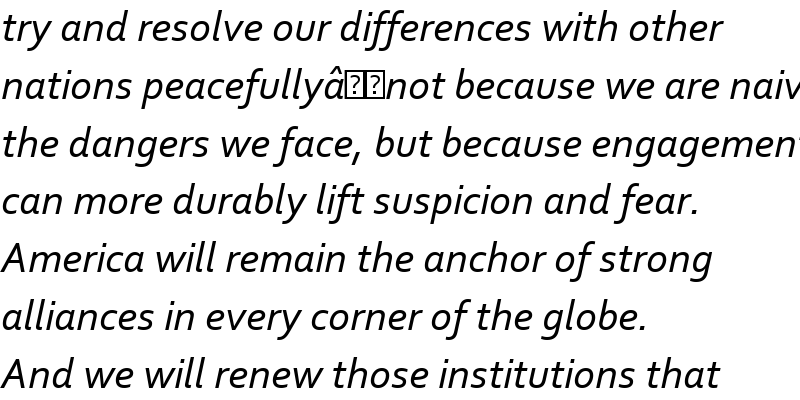 try and resolve our differences with other
nations peacefullyâ��not because we are naiv
the dangers we face, but because engagement
can more durably lift suspicion and fear.
America will remain the anchor of strong
alliances in every corner of the globe.
And we will renew those institutions that